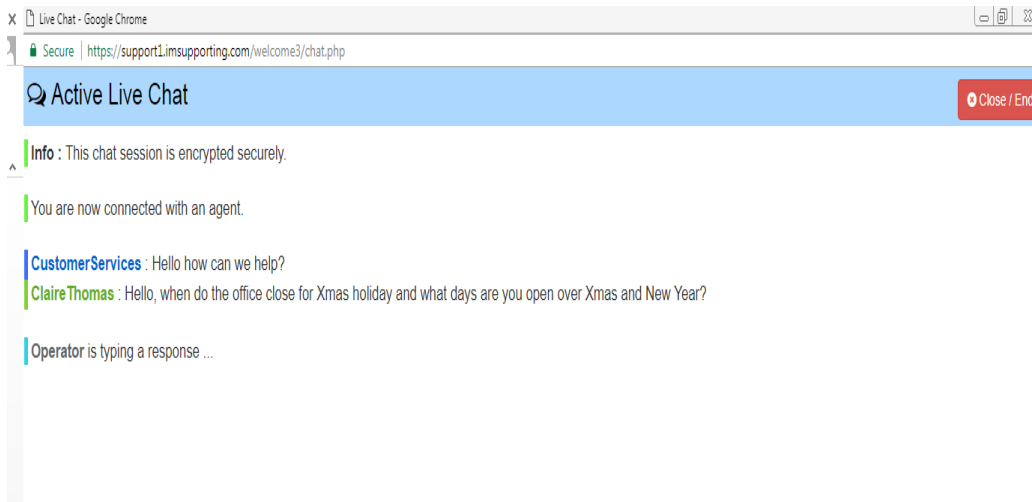 Live Chat - Google Chrome
Secure | https://support1.imsupporting.com/welcome3/chat.php
Active Live Chat
Close / End
Info : This chat session is encrypted securely.
You are now connected with an agent.
CustomerServices : Hello how can we help?
ClaireThomas : Hello, when do the office close for Xmas holiday and what days are you open over Xmas and New Year?
Operator is typing a response ...